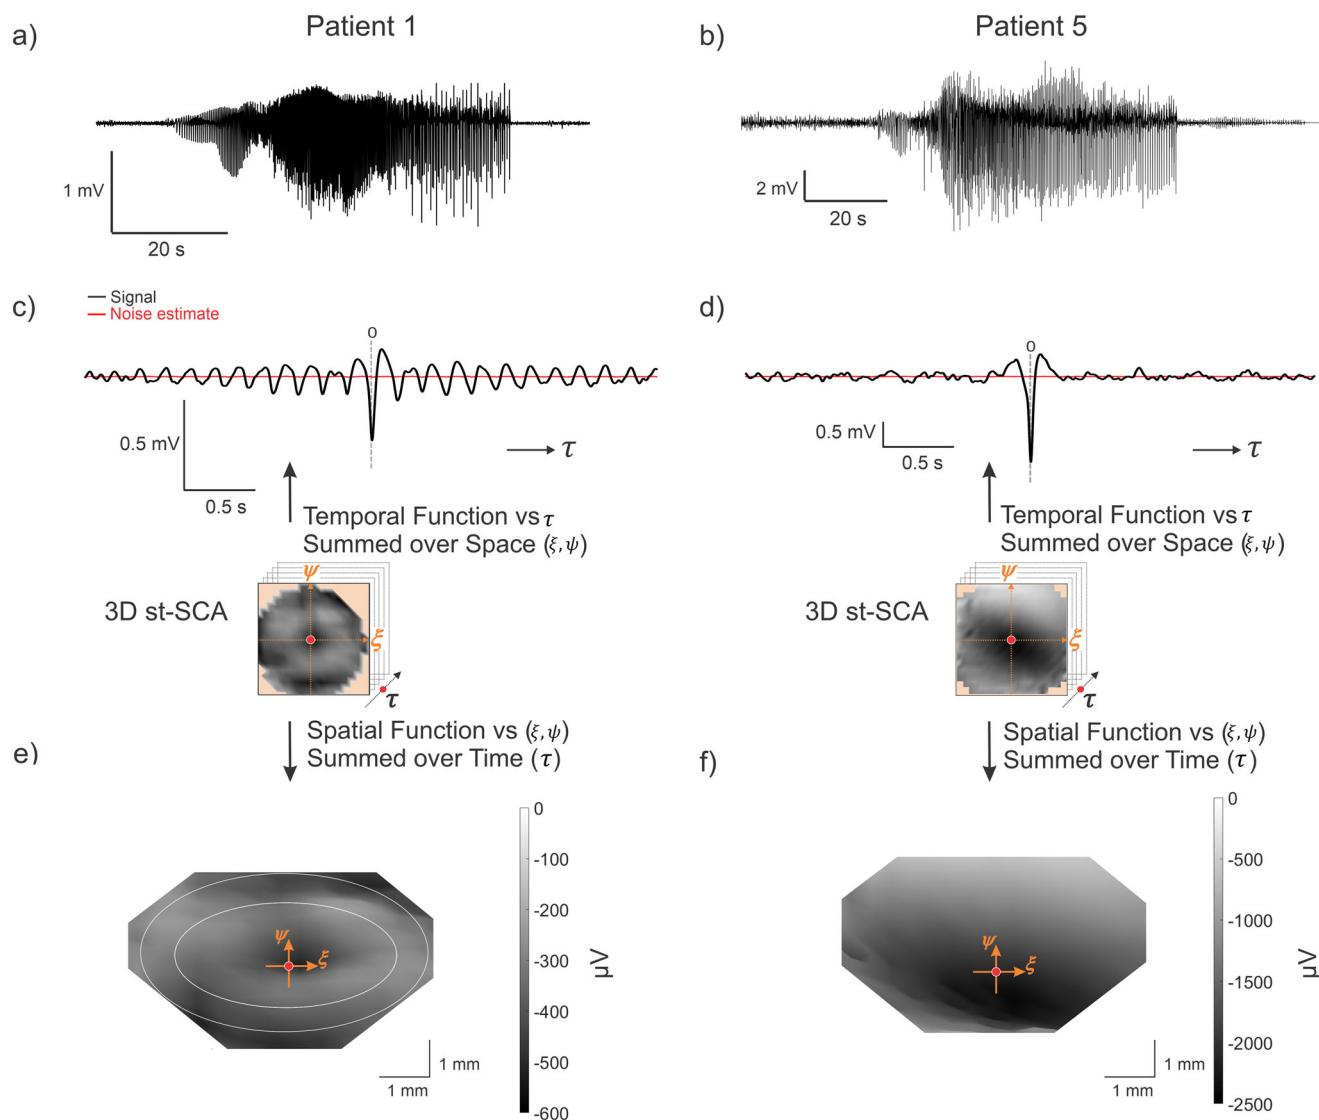 a)
Patient 1
1 mV
20 s
b)
Patient 5
2 mV
20 s
c)
Signal
Noise estimate
0
0.5 mV
0.5 s
τ
d)
0
0.5 mV
0.5 s
τ
Temporal Function vs τ
Summed over Space (ξ,ψ)
Temporal Function vs τ
Summed over Space (ξ,ψ)
3D st-SCA
ψ
ξ
τ
3D st-SCA
ψ
ξ
τ
Spatial Function vs (ξ,ψ)
Summed over Time (τ)
Spatial Function vs (ξ,ψ)
Summed over Time (τ)
e)
ψ
ξ
1 mm
1 mm
0
-100
-200
-300
-400
-500
-600
µV
f)
ψ
ξ
1 mm
1 mm
0
-500
-1000
-1500
-2000
-2500
µV